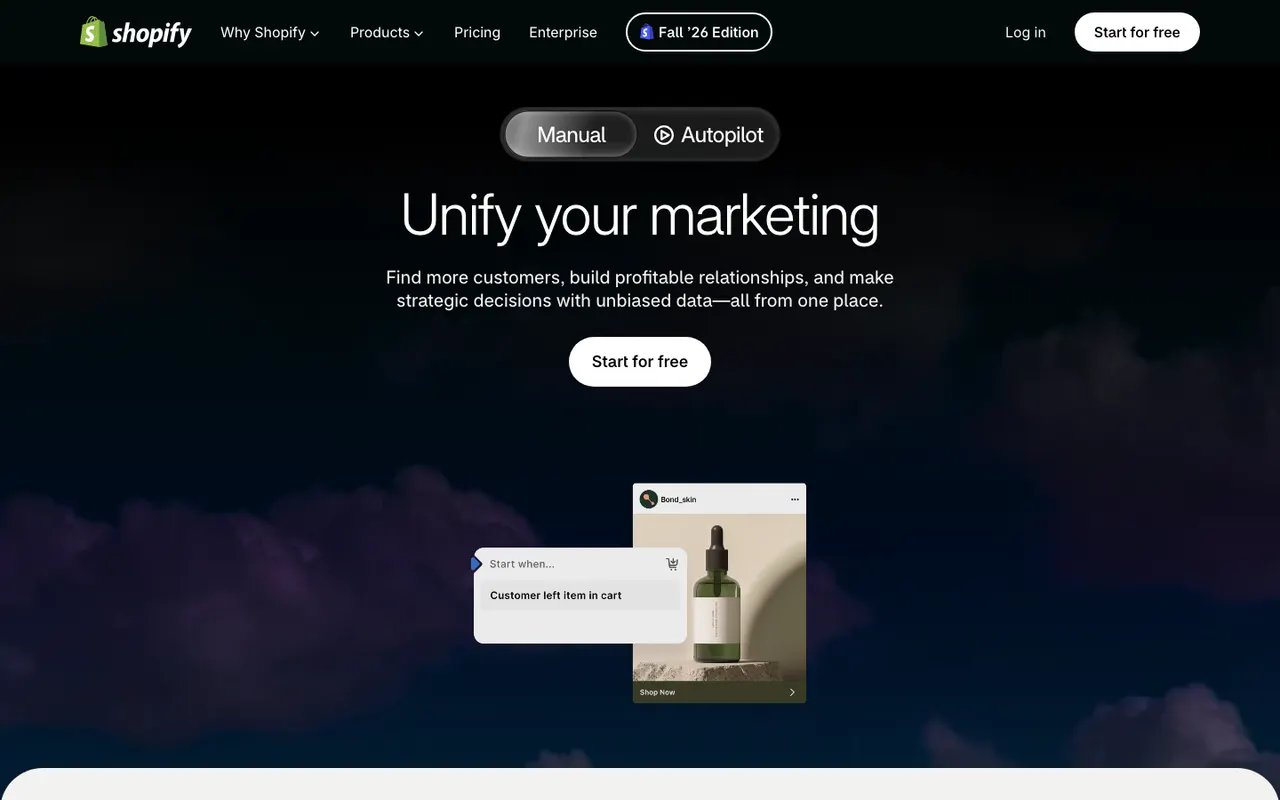 shopify
Why Shopify
Products
Pricing
Enterprise
Fall ’26 Edition
Log in
Start for free
Manual
Autopilot
Unify your marketing
Find more customers, build profitable relationships, and make
strategic decisions with unbiased data—all from one place.
Start for free
Bond_skin
Start when...
Customer left item in cart
Shop Now